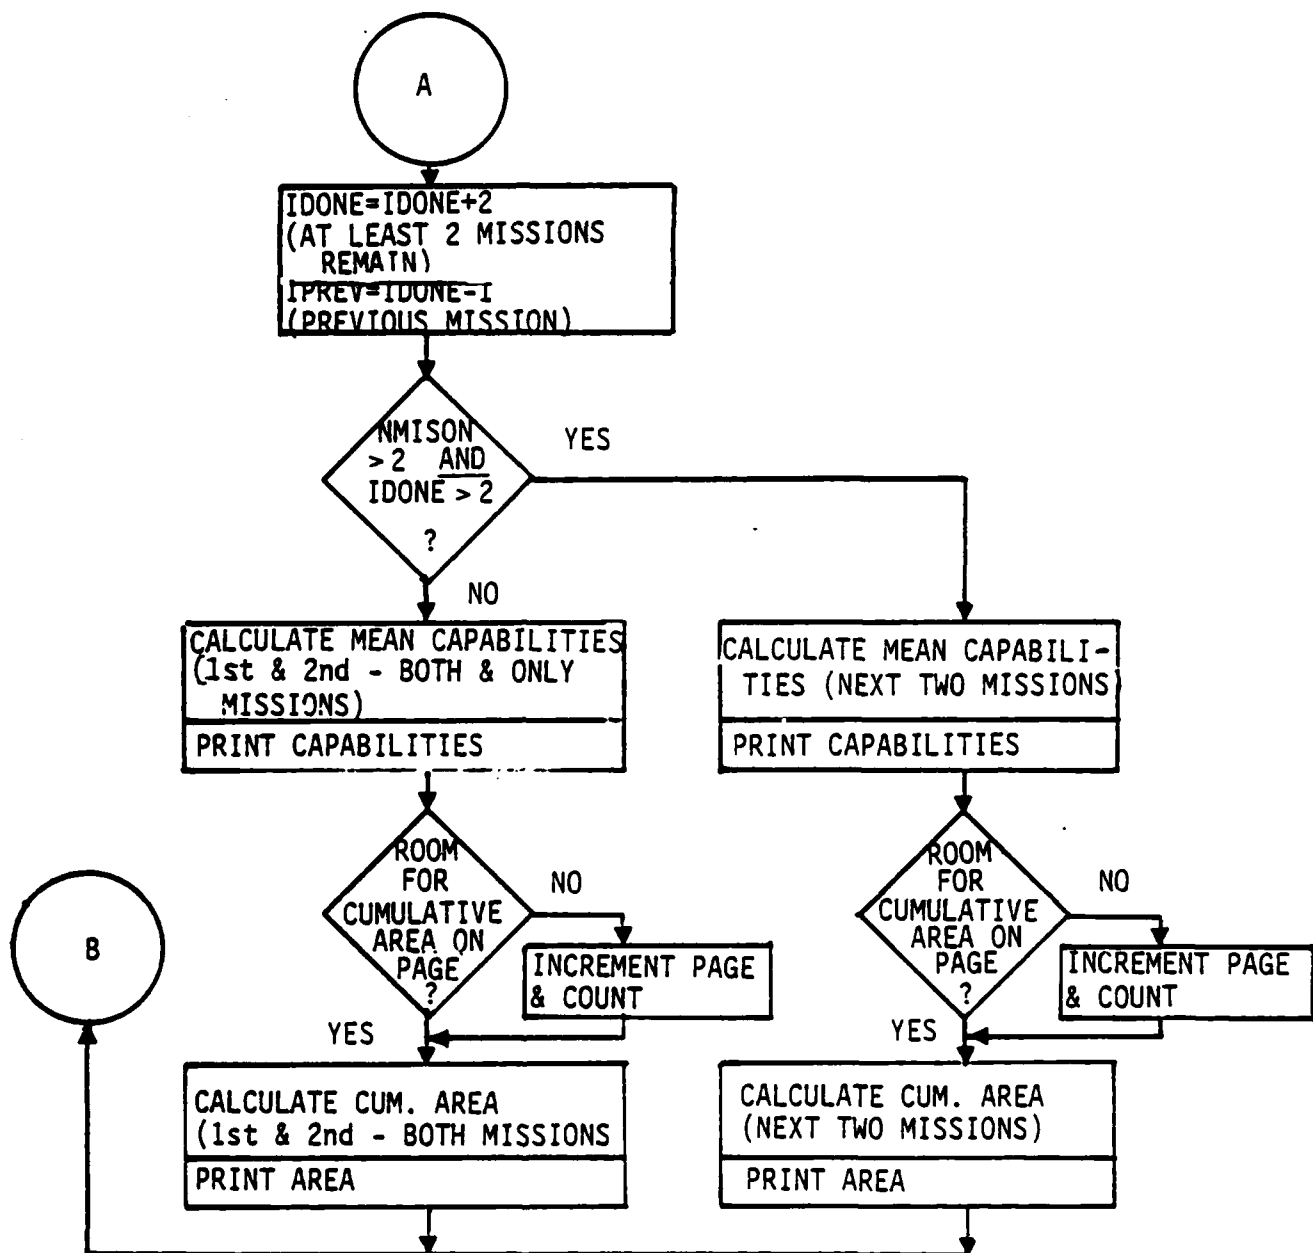 A
IDONE=IDONE+2
(AT LEAST 2 MISSIONS
REMAIN)
IPREV=IDONE-1
(PREVIOUS MISSION)
NMISON
> 2 AND
IDONE > 2
?
YES
NO
CALCULATE MEAN CAPABILITIES
(1st & 2nd - BOTH & ONLY
MISSIONS)
PRINT CAPABILITIES
CALCULATE MEAN CAPABILI-
TIES (NEXT TWO MISSIONS)
PRINT CAPABILITIES
ROOM
FOR
CUMULATIVE
AREA ON
PAGE
?
NO
INCREMENT PAGE
& COUNT
YES
ROOM
FOR
CUMULATIVE
AREA ON
PAGE
?
NO
INCREMENT PAGE
& COUNT
YES
B
CALCULATE CUM. AREA
(1st & 2nd - BOTH MISSIONS
PRINT AREA
CALCULATE CUM. AREA
(NEXT TWO MISSIONS)
PRINT AREA